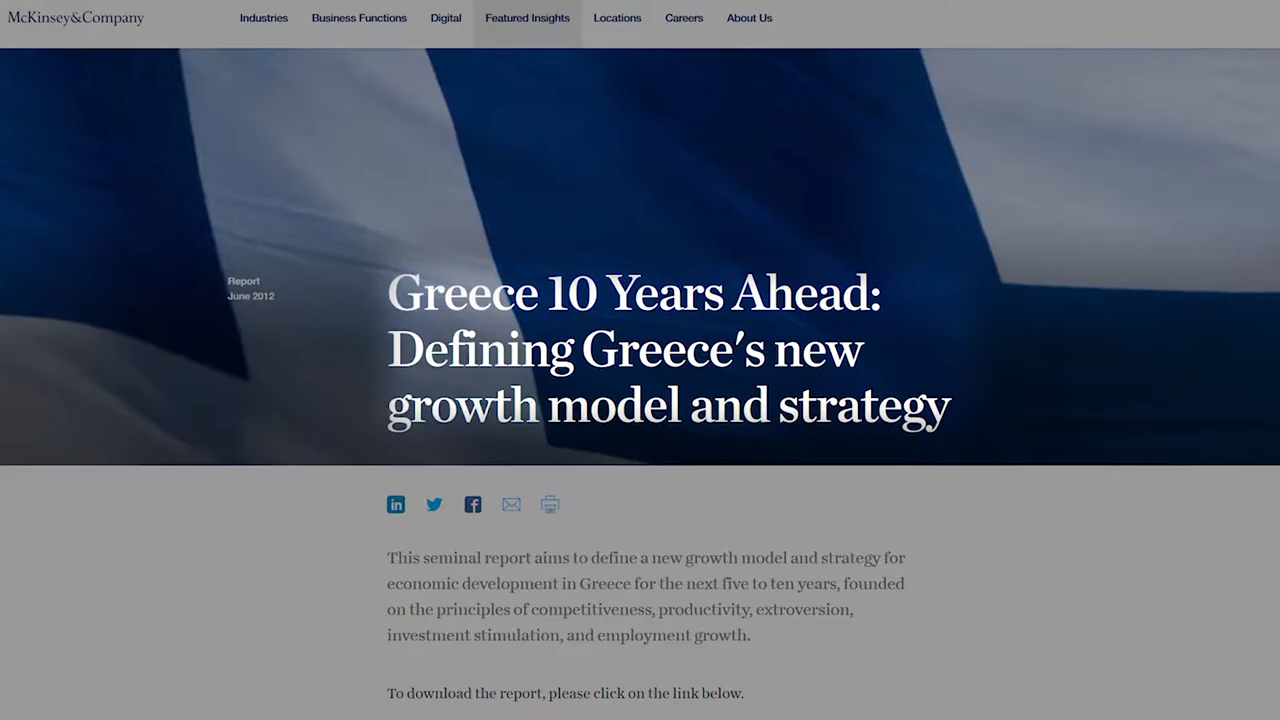 McKinsey&Company
Industries
Business Functions
Digital
Featured Insights
Locations
Careers
About Us
Report
June 2012
Greece 10 Years Ahead:
Defining Greece's new
growth model and strategy
This seminal report aims to define a new growth model and strategy for
economic development in Greece for the next five to ten years, founded
on the principles of competitiveness, productivity, extroversion,
investment stimulation, and employment growth.
To download the report, please click on the link below.